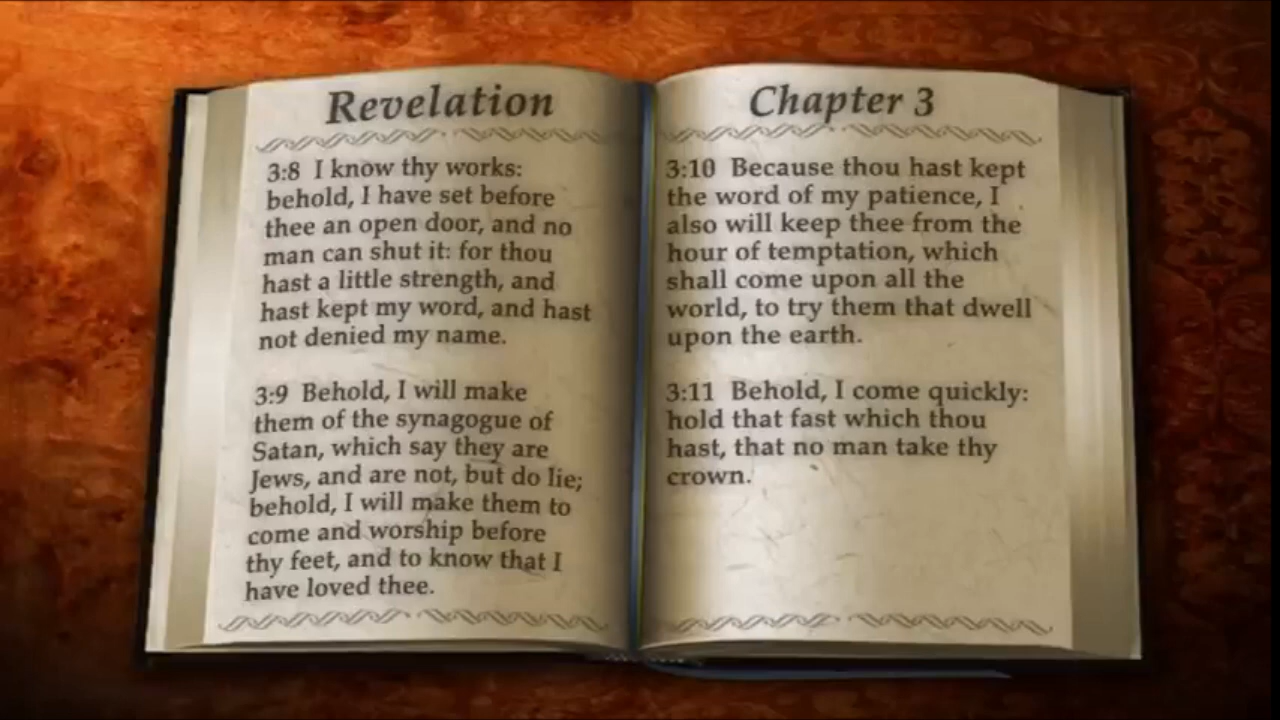 Revelation
3:8 I know thy works:
behold, I have set before
thee an open door, and no
man can shut it: for thou
hast a little strength, and
hast kept my word, and hast
not denied my name.
3:9 Behold, I will make
them of the synagogue of
Satan, which say they are
Jews, and are not, but do lie;
behold, I will make them to
come and worship before
thy feet, and to know that I
have loved thee.
Chapter 3
3:10 Because thou hast kept
the word of my patience, I
also will keep thee from the
hour of temptation, which
shall come upon all the
world, to try them that dwell
upon the earth.
3:11 Behold, I come quickly:
hold that fast which thou
hast, that no man take thy
crown.